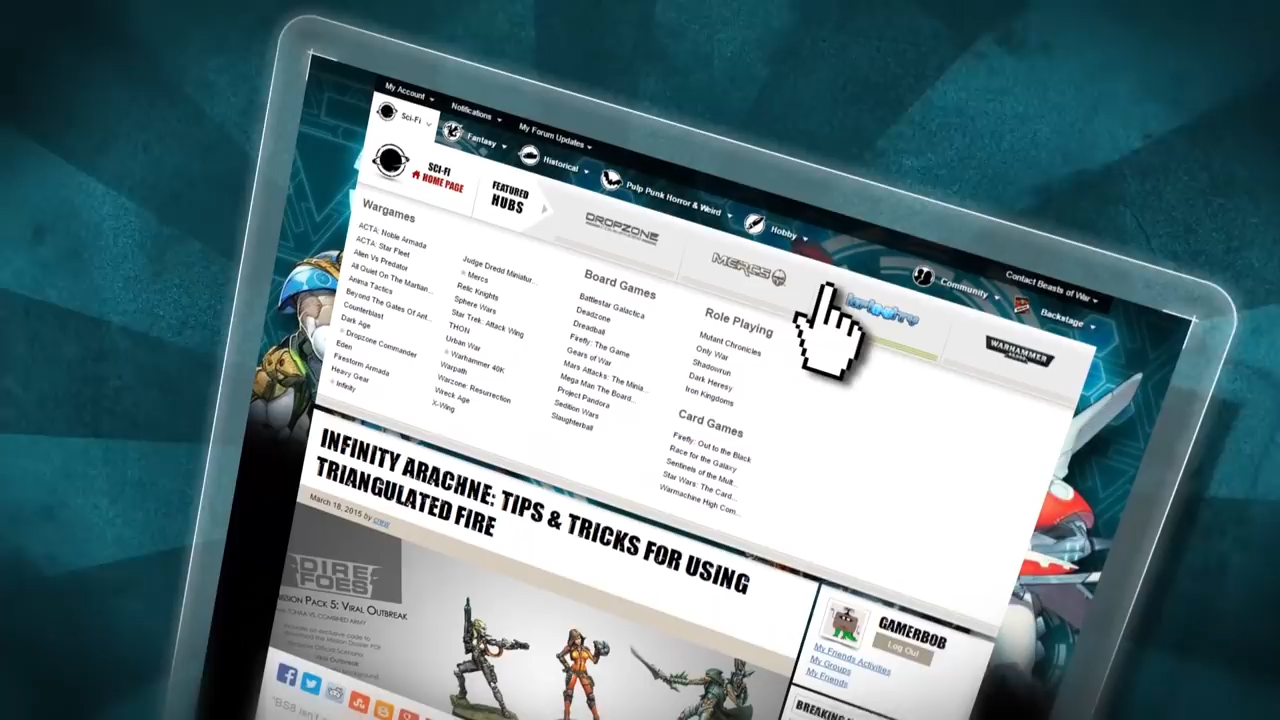 My Account
Notifications
My Forum Updates
Contact Beasts of War
Sci-Fi
Fantasy
Historical
Pulp Punk Horror & Weird
Hobby
Community
Backstage
SCI-FI
HOME PAGE
FEATURED
HUBS
DROPZONE
MERCS
INFINITY
WARHAMMER
Wargames
ACTA: Noble Armada
ACTA: Star Fleet
Alien Vs Predator
All Quiet On The Martian...
Anima Tactics
Beyond The Gates Of Ant...
Counterblast
Dark Age
Dropzone Commander
Eden
Firestorm Armada
Heavy Gear
Infinity
Judge Dredd Miniatur...
Mercs
Relic Knights
Sphere Wars
Star Trek: Attack Wing
THON
Urban War
Warhammer 40K
Warpath
Warzone: Resurrection
Wreck Age
X-Wing
Board Games
Battlestar Galactica
Deadzone
Dreadball
Firefly: The Game
Gears of War
Mars Attacks: The Minia...
Mega Man The Board...
Project Pandora
Sedition Wars
Slaughterball
Role Playing
Mutant Chronicles
Only War
Shadowrun
Dark Heresy
Iron Kingdoms
Card Games
Firefly: Out to the Black
Race for the Galaxy
Sentinels of the Mult...
Star Wars: The Card...
Warmachine High Com...
INFINITY ARACHNE: TIPS & TRICKS FOR USING
TRIANGULATED FIRE
March 18, 2015 by crew
DIRE
FOES
MISSION PACK 5: VIRAL OUTBREAK
GAMERBOB
Log Out
My Friends Activities
My Groups
My Friends
BREAKING